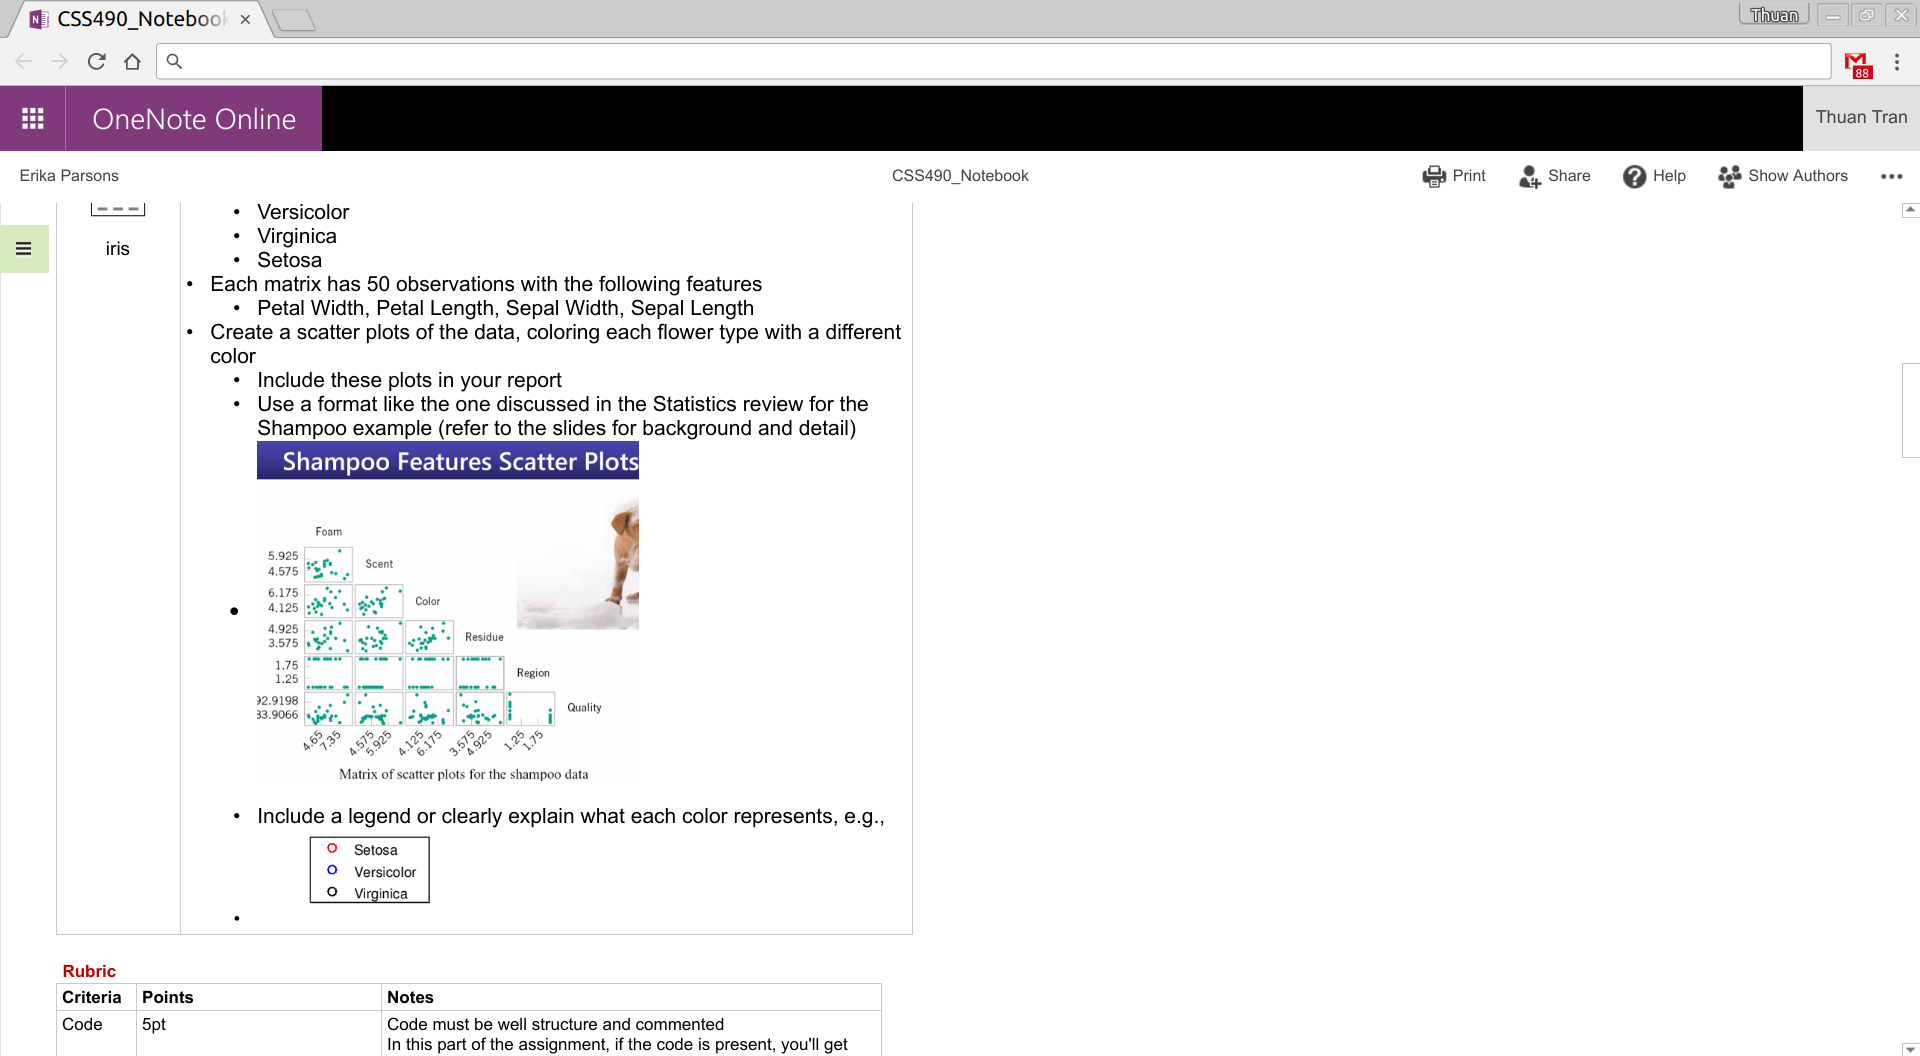 CSS490_Notebook
Thuan
88
OneNote Online
Thuan Tran
Erika Parsons
CSS490_Notebook
Print
Share
Help
Show Authors
iris
• Versicolor
• Virginica
• Setosa
• Each matrix has 50 observations with the following features
• Petal Width, Petal Length, Sepal Width, Sepal Length
• Create a scatter plots of the data, coloring each flower type with a different
color
• Include these plots in your report
• Use a format like the one discussed in the Statistics review for the
Shampoo example (refer to the slides for background and detail)
Shampoo Features Scatter Plots
Foam
5.925
4.575
Scent
6.175
4.125
Color
4.925
3.575
Residue
1.75
1.25
Region
92.9198
83.9066
Quality
4.65 7.35 4.575 5.925 4.125 6.175 3.575 4.925 1.25 1.75
Matrix of scatter plots for the shampoo data
• Include a legend or clearly explain what each color represents, e.g.,
Setosa
Versicolor
Virginica
Rubric
Criteria Points Notes
Code 5pt Code must be well structure and commented
In this part of the assignment, if the code is present, you'll get